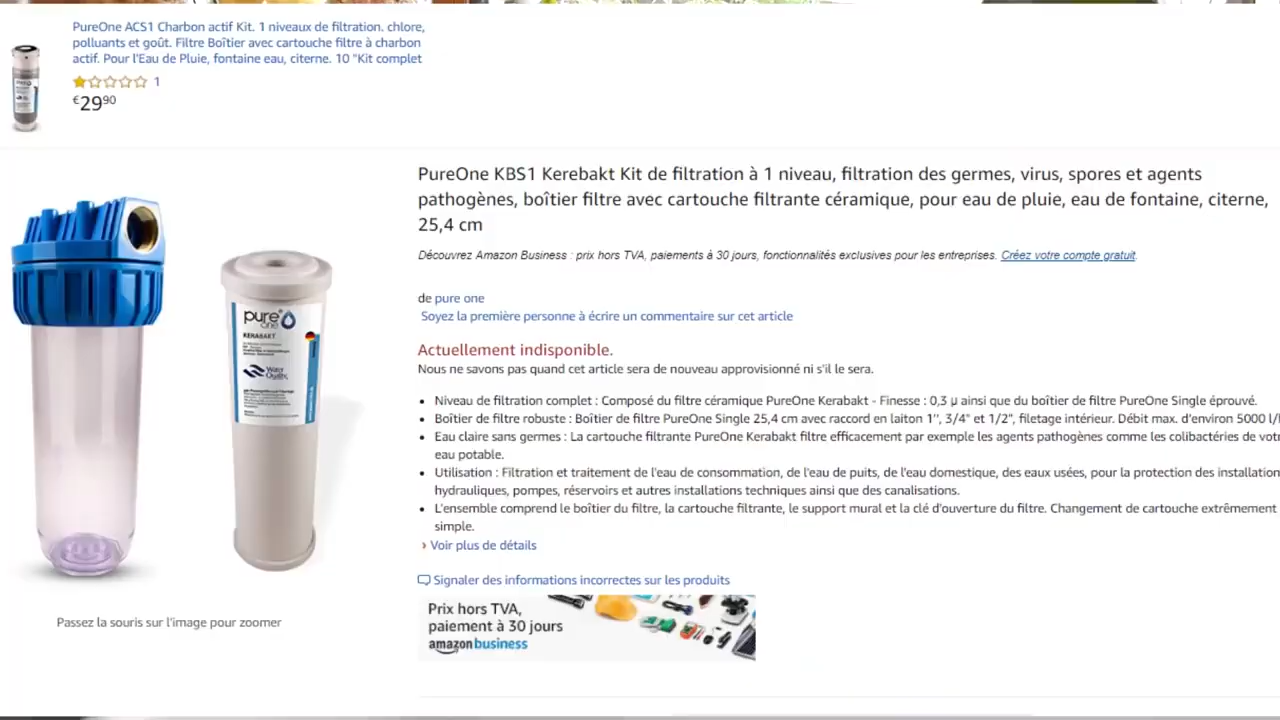 PureOne ACS1 Charbon actif Kit. 1 niveaux de filtration. chlore,
polluants et goût. Filtre Boîtier avec cartouche filtre à charbon
actif. Pour l'Eau de Pluie, fontaine eau, citerne. 10 "Kit complet
1
€29⁹⁰
PureOne KBS1 Kerebakt Kit de filtration à 1 niveau, filtration des germes, virus, spores et agents
pathogènes, boîtier filtre avec cartouche filtrante céramique, pour eau de pluie, eau de fontaine, citerne,
25,4 cm
Découvrez Amazon Business : prix hors TVA, paiements à 30 jours, fonctionnalités exclusives pour les entreprises. Créez votre compte gratuit.
de pure one
Soyez la première personne à écrire un commentaire sur cet article
Actuellement indisponible.
Nous ne savons pas quand cet article sera de nouveau approvisionné ni s'il le sera.
• Niveau de filtration complet : Composé du filtre céramique PureOne Kerabakt - Finesse : 0,3 µ ainsi que du boîtier de filtre PureOne Single éprouvé.
• Boîtier de filtre robuste : Boîtier de filtre PureOne Single 25,4 cm avec raccord en laiton 1", 3/4" et 1/2", filetage intérieur. Débit max. d'environ 5000 l/
• Eau claire sans germes : La cartouche filtrante PureOne Kerabakt filtre efficacement par exemple les agents pathogènes comme les colibactéries de vot
eau potable.
• Utilisation : Filtration et traitement de l'eau de consommation, de l'eau de puits, de l'eau domestique, des eaux usées, pour la protection des installation
hydrauliques, pompes, réservoirs et autres installations techniques ainsi que des canalisations.
• L'ensemble comprend le boîtier du filtre, la cartouche filtrante, le support mural et la clé d'ouverture du filtre. Changement de cartouche extrêmement
simple.
› Voir plus de détails
Signaler des informations incorrectes sur les produits
Prix hors TVA,
paiement à 30 jours
amazon business
pure one
KERABAKT
Water Quality
Passez la souris sur l'image pour zoomer